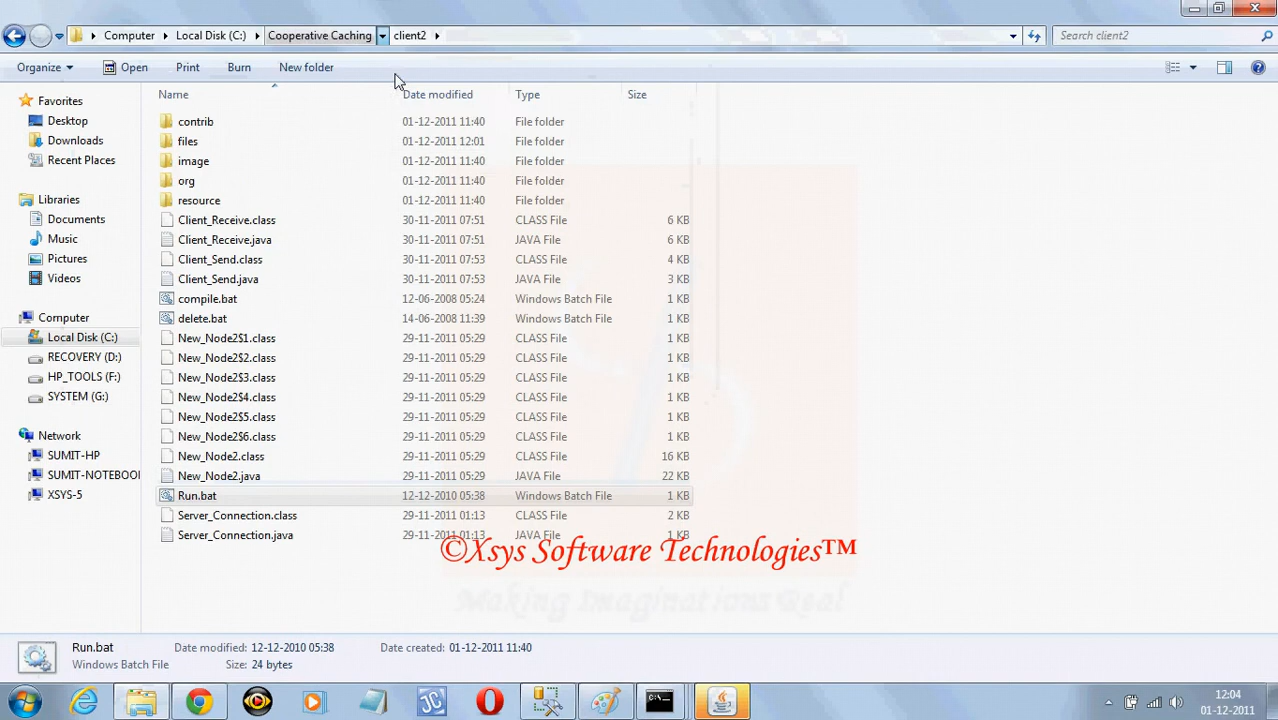 Computer
Local Disk (C:)
Cooperative Caching
client2
Search client2
Organize
Open
Print
Burn
New folder
Name
Date modified
Type
Size
Favorites
Desktop
Downloads
Recent Places
Libraries
Documents
Music
Pictures
Videos
Computer
Local Disk (C:)
RECOVERY (D:)
HP_TOOLS (F:)
SYSTEM (G:)
Network
SUMIT-HP
SUMIT-NOTEBOO
XSYS-5
contrib 01-12-2011 11:40 File folder
files 01-12-2011 12:01 File folder
image 01-12-2011 11:40 File folder
org 01-12-2011 11:40 File folder
resource 01-12-2011 11:40 File folder
Client_Receive.class 30-11-2011 07:51 CLASS File 6 KB
Client_Receive.java 30-11-2011 07:51 JAVA File 6 KB
Client_Send.class 30-11-2011 07:53 CLASS File 4 KB
Client_Send.java 30-11-2011 07:53 JAVA File 3 KB
compile.bat 12-06-2008 05:24 Windows Batch File 1 KB
delete.bat 14-06-2008 11:39 Windows Batch File 1 KB
New_Node2$1.class 29-11-2011 05:29 CLASS File 1 KB
New_Node2$2.class 29-11-2011 05:29 CLASS File 1 KB
New_Node2$3.class 29-11-2011 05:29 CLASS File 1 KB
New_Node2$4.class 29-11-2011 05:29 CLASS File 1 KB
New_Node2$5.class 29-11-2011 05:29 CLASS File 1 KB
New_Node2$6.class 29-11-2011 05:29 CLASS File 1 KB
New_Node2.class 29-11-2011 05:29 CLASS File 16 KB
New_Node2.java 29-11-2011 05:29 JAVA File 22 KB
Run.bat 12-12-2010 05:38 Windows Batch File 1 KB
Server_Connection.class 29-11-2011 01:13 CLASS File 2 KB
Server_Connection.java 29-11-2011 01:13 JAVA File 1 KB
©Xsys Software Technologies™
Making Imaginations Real
Run.bat Date modified: 12-12-2010 05:38 Date created: 01-12-2011 11:40
Windows Batch File Size: 24 bytes
12:04
01-12-2011